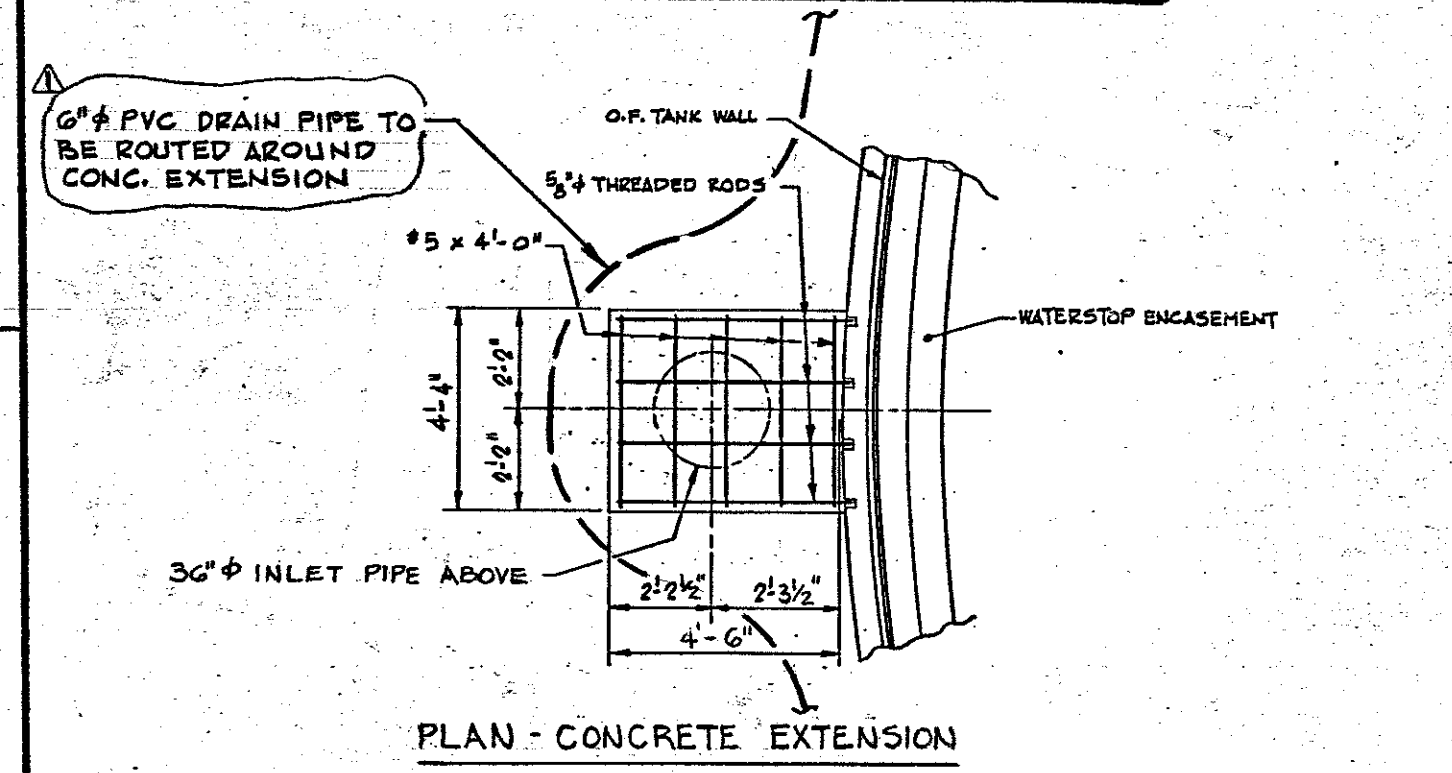 1
6"ϕ PVC DRAIN PIPE TO
BE ROUTED AROUND
CONC. EXTENSION
O.F. TANK WALL
5/8"ϕ THREADED RODS
#5 x 4'-0"
WATERSTOP ENCASEMENT
4'-4"
2'-2"
2'-2"
36"ϕ INLET PIPE ABOVE
2'-2½"
2'-3½"
4'-6"
PLAN - CONCRETE EXTENSION